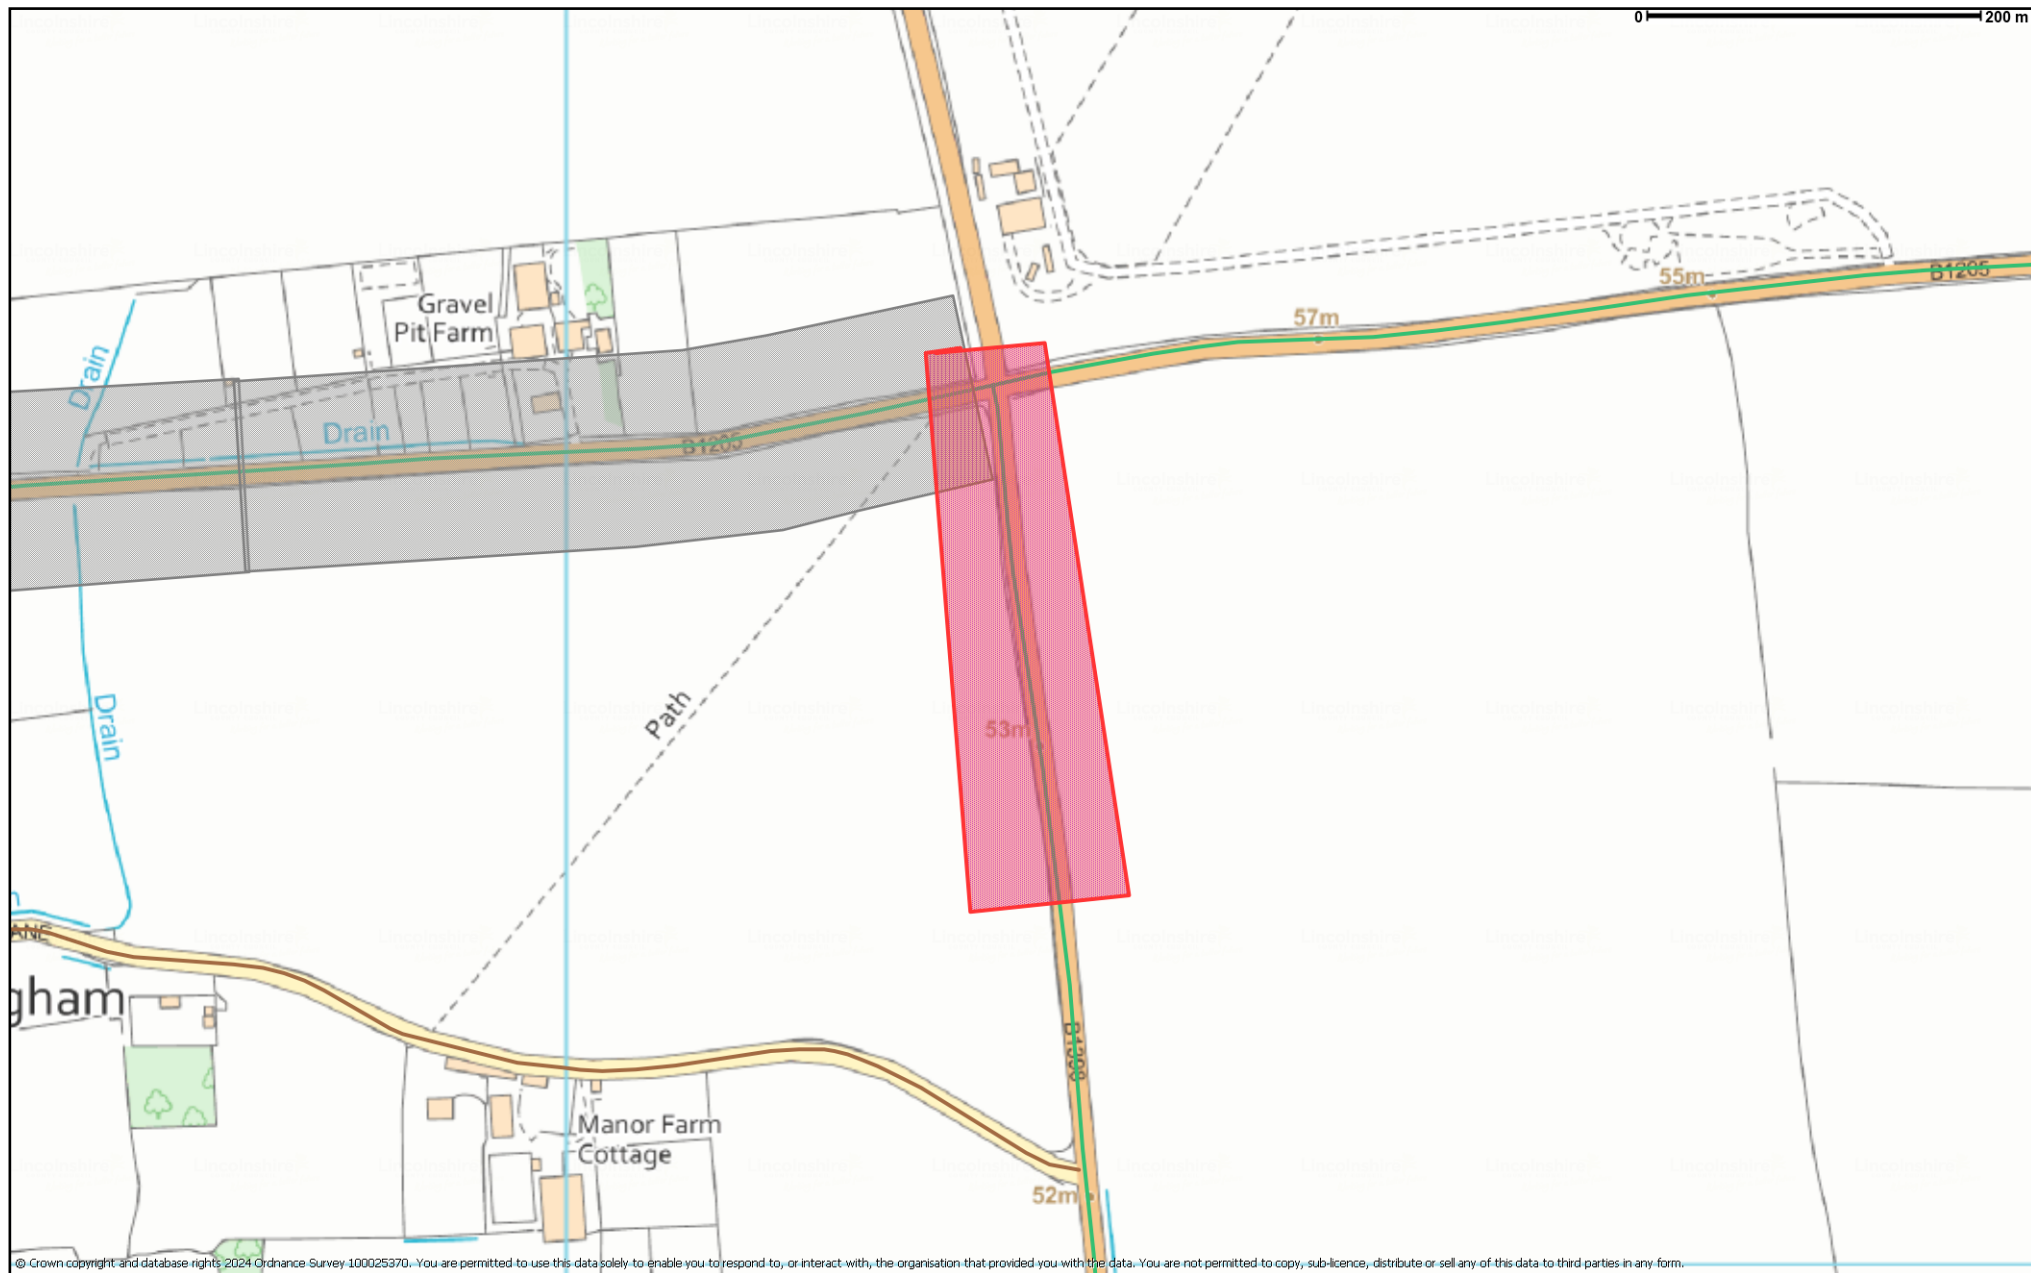 0 200 m
B1205
55m
57m
Gravel
Pit Farm
Drain
Drain
B1205
Drain
Path
53m
ANE
gham
Manor Farm
Cottage
52m
© Crown copyright and database rights 2024 Ordnance Survey 100025370. You are permitted to use this data solely to enable you to respond to, or interact with, the organisation that provided you with the data. You are not permitted to copy, sub-licence, distribute or sell any of this data to third parties in any form.